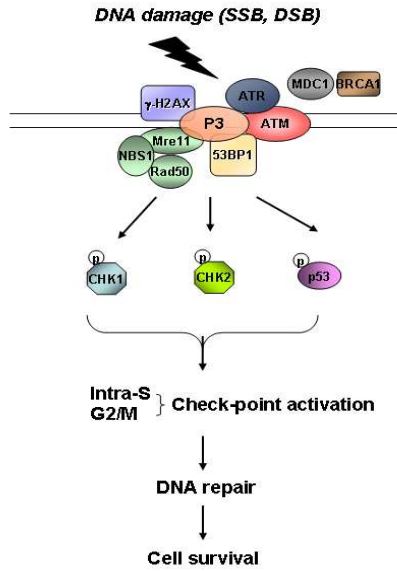 DNA damage (SSB, DSB)
ATR
MDC1
BRCA1
γ-H2AX
P3
ATM
Mre11
NBS1
53BP1
Rad50
p
CHK1
p
CHK2
p
p53
Intra-S
G2/M
Check-point activation
DNA repair
Cell survival